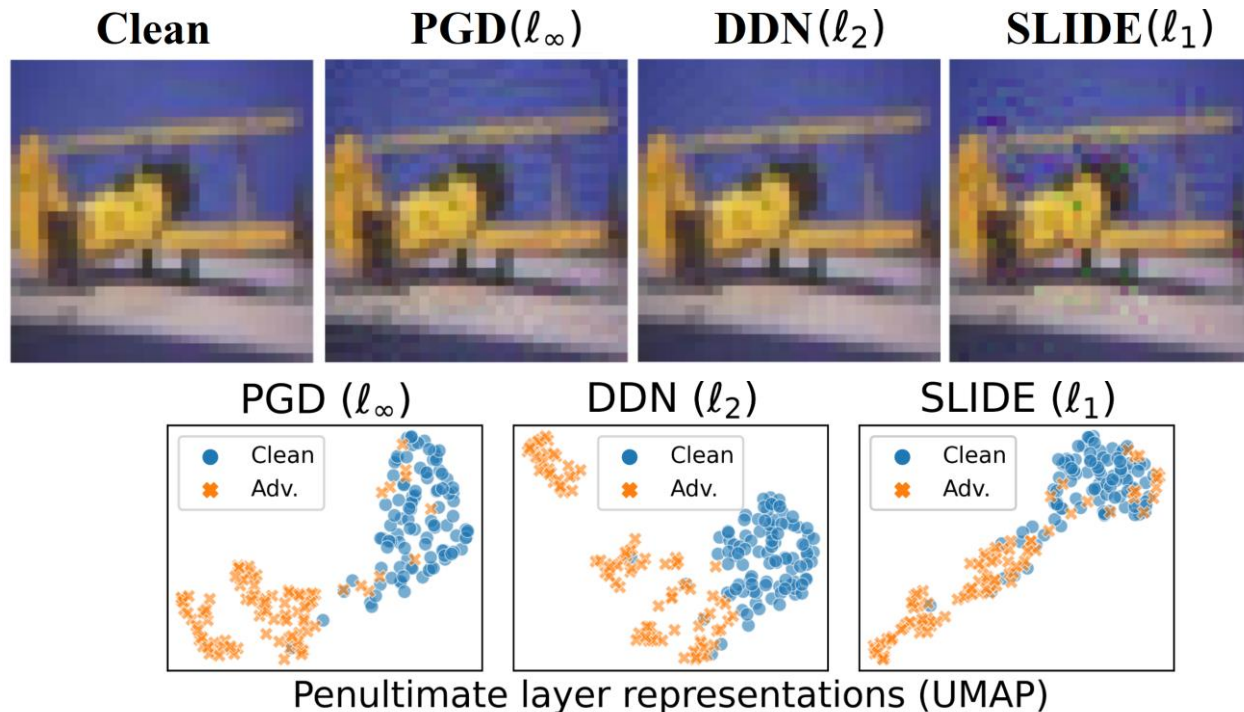 Clean PGD(ℓ∞) DDN(ℓ2) SLIDE(ℓ1)
PGD (ℓ∞) DDN (ℓ2) SLIDE (ℓ1)
Clean Clean Clean
Adv. Adv. Adv.
Penultimate layer representations (UMAP)